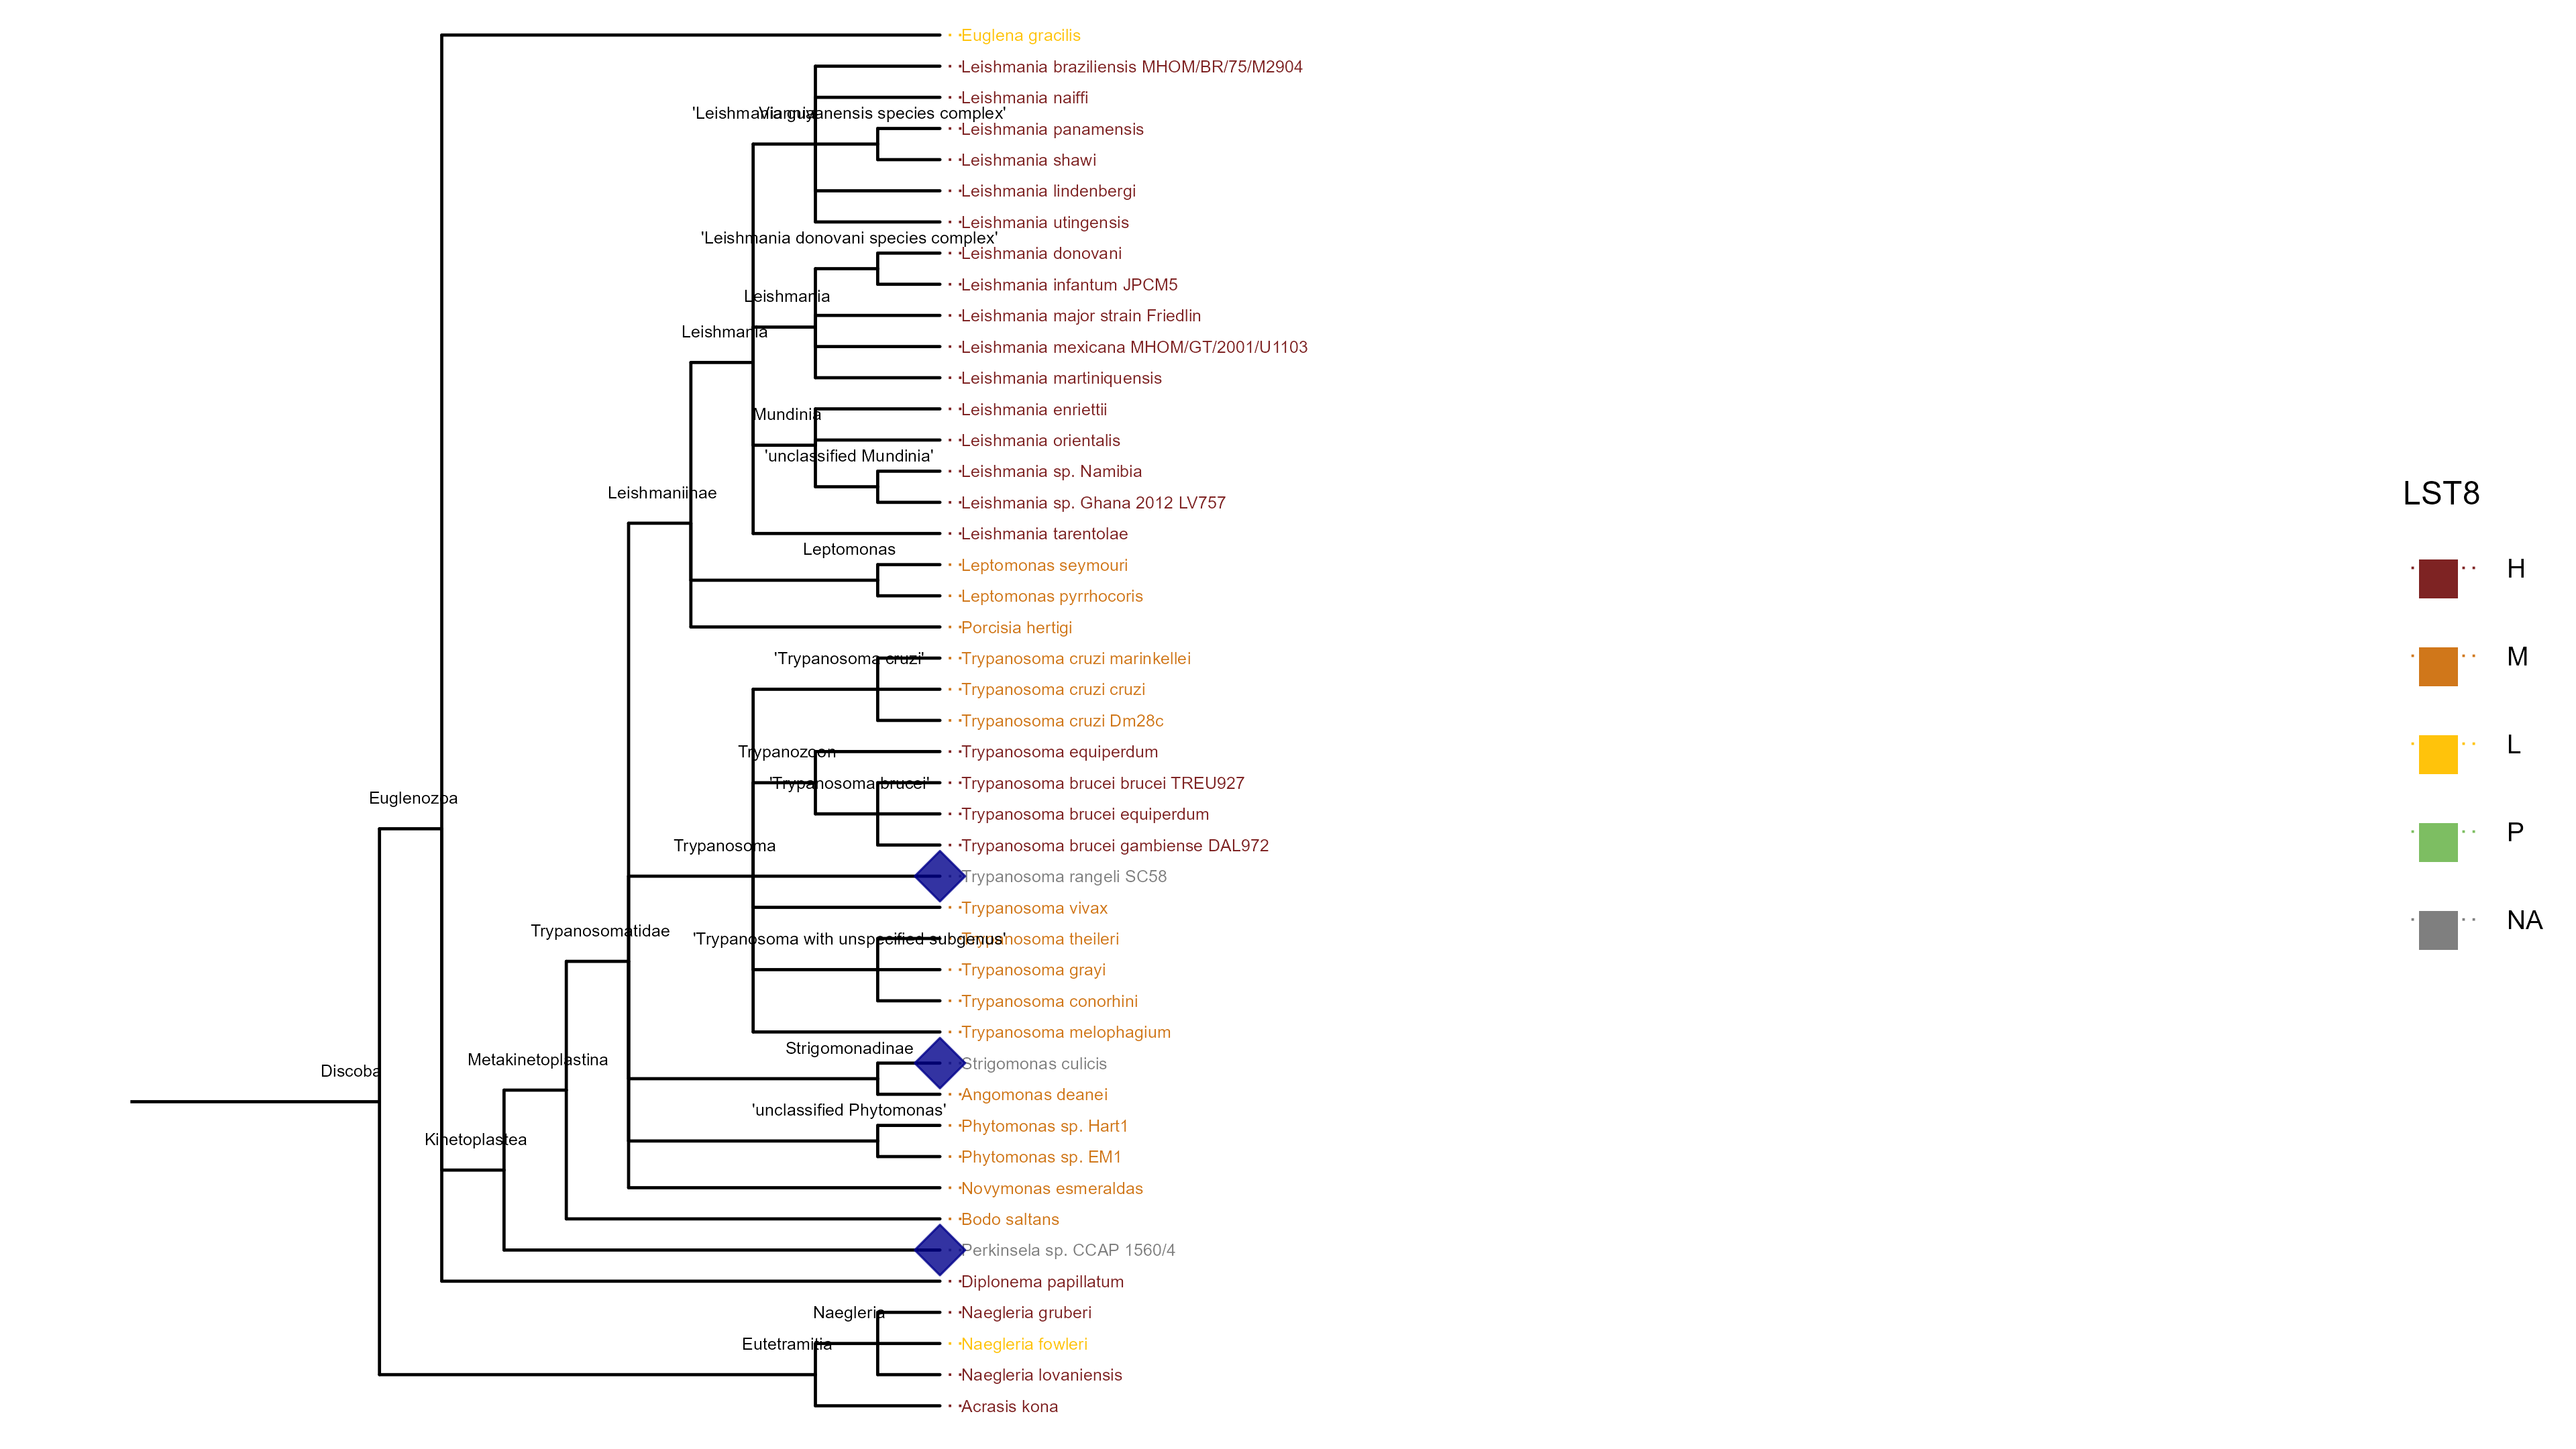 Euglena gracilis
Leishmania braziliensis MHOM/BR/75/M2904
Leishmania naiffi
'Leishmania guyanensis species complex'
Viannia
Leishmania panamensis
Leishmania shawi
Leishmania lindenbergi
Leishmania utingensis
'Leishmania donovani species complex'
Leishmania donovani
Leishmania infantum JPCM5
Leishmania
Leishmania major strain Friedlin
Leishmania
Leishmania mexicana MHOM/GT/2001/U1103
Leishmania martiniquensis
Mundinia
Leishmania enriettii
Leishmania orientalis
'unclassified Mundinia'
Leishmania sp. Namibia
Leishmaniinae
Leishmania sp. Ghana 2012 LV757
Leishmania tarentolae
Leptomonas
Leptomonas seymouri
Leptomonas pyrrhocoris
Porcisia hertigi
'Trypanosoma cruzi'
Trypanosoma cruzi marinkellei
Trypanosoma cruzi cruzi
Trypanosoma cruzi Dm28c
Trypanozoon
Trypanosoma equiperdum
'Trypanosoma brucei'
Trypanosoma brucei brucei TREU927
Euglenozoa
Trypanosoma brucei equiperdum
Trypanosoma
Trypanosoma brucei gambiense DAL972
Trypanosoma rangeli SC58
Trypanosoma vivax
Trypanosomatidae
'Trypanosoma with unspecified subgenus'
Trypanosoma theileri
Trypanosoma grayi
Trypanosoma conorhini
Trypanosoma melophagium
Strigomonadinae
Metakinetoplastina
Strigomonas culicis
Discoba
Angomonas deanei
'unclassified Phytomonas'
Phytomonas sp. Hart1
Kinetoplastea
Phytomonas sp. EM1
Novymonas esmeraldas
Bodo saltans
Perkinsela sp. CCAP 1560/4
Diplonema papillatum
Naegleria
Naegleria gruberi
Eutetramitia
Naegleria fowleri
Naegleria lovaniensis
Acrasis kona
LST8
H
M
L
P
NA